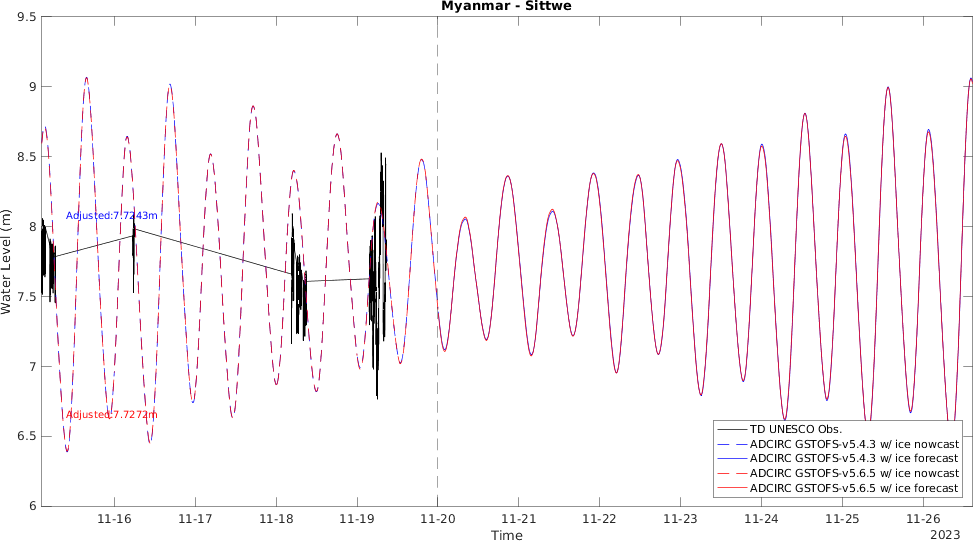 Myanmar - Sittwe
9.5
9
8.5
8
7.5
7
6.5
6
Water Level (m)
Adjusted:7.7243m
Adjusted:7.7272m
TD UNESCO Obs.
ADCIRC GSTOFS-v5.4.3 w/ ice nowcast
ADCIRC GSTOFS-v5.4.3 w/ ice forecast
ADCIRC GSTOFS-v5.6.5 w/ ice nowcast
ADCIRC GSTOFS-v5.6.5 w/ ice forecast
11-16 11-17 11-18 11-19 11-20 11-21 11-22 11-23 11-24 11-25 11-26
Time
2023